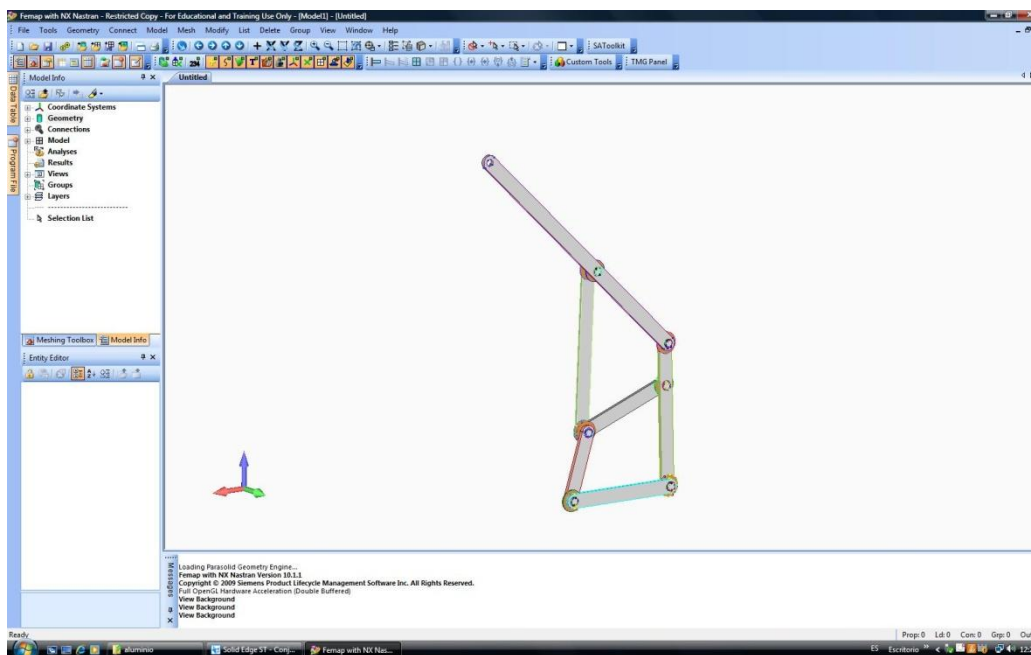 Femap with NX Nastran - Restricted Copy - For Educational and Training Use Only - [Model1] - [Untitled]
File Tools Geometry Connect Model Mesh Modify List Delete Group View Window Help
SAToolkit
Custom Tools TMG Panel
Model Info
Untitled
Data Table
Program File
Coordinate Systems
Geometry
Connections
Model
Analyses
Results
Views
Groups
Layers
Selection List
Meshing Toolbox Model Info
Entity Editor
Messages
Loading Parasolid Geometry Engine...
Femap with NX Nastran Version 10.1.1
Copyright © 2009 Siemens Product Lifecycle Management Software Inc. All Rights Reserved.
Full OpenGL Hardware Acceleration (Double Buffered)
View Background
View Background
View Background
Ready
Prop: 0 Ld: 0 Con: 0 Grp: 0 Out
aluminio Solid Edge ST - Conj... Femap with NX Nas... ES Escritorio